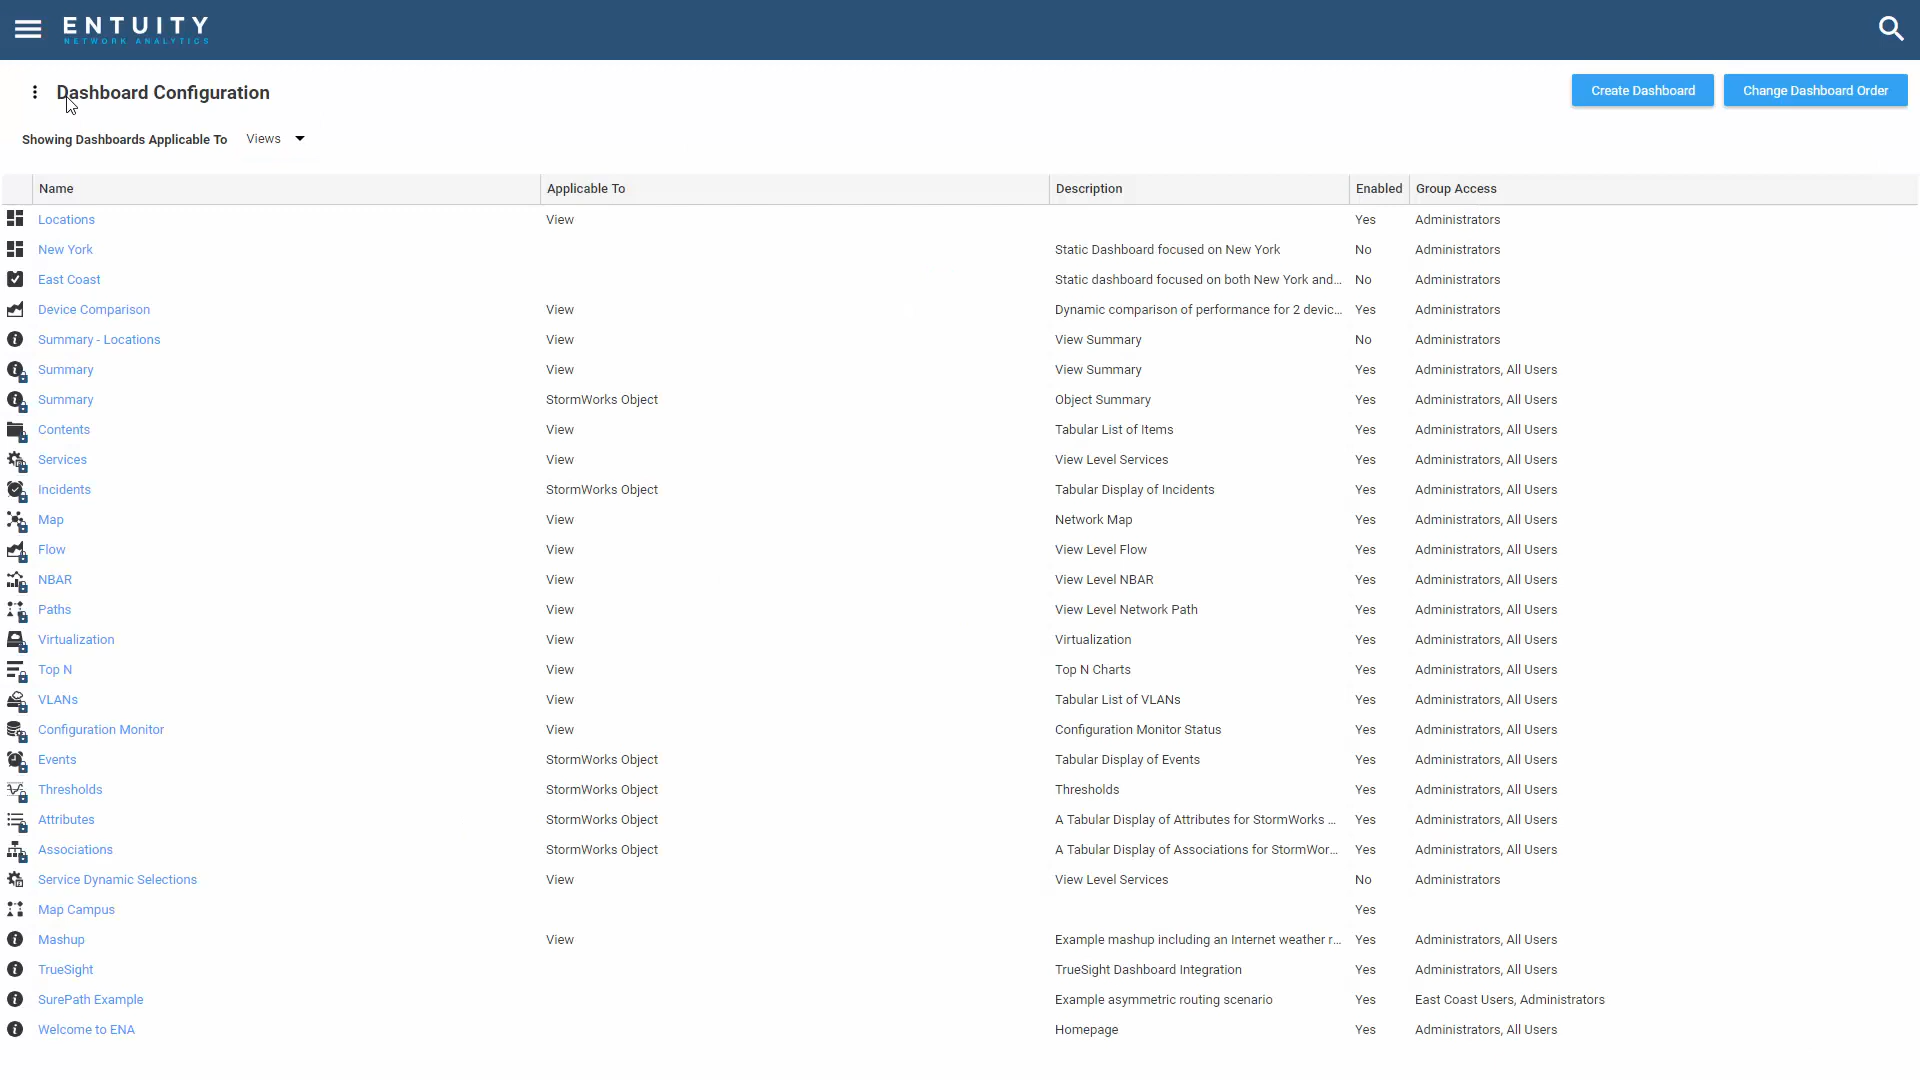 ENTUITY
NETWORK ANALYTICS
Dashboard Configuration
Create Dashboard
Change Dashboard Order
Showing Dashboards Applicable To Views
Name Applicable To Description Enabled Group Access
Locations View Yes Administrators
New York Static Dashboard focused on New York No Administrators
East Coast Static dashboard focused on both New York and... No Administrators
Device Comparison View Dynamic comparison of performance for 2 devic... Yes Administrators
Summary - Locations View View Summary No Administrators
Summary View View Summary Yes Administrators, All Users
Summary StormWorks Object Object Summary Yes Administrators, All Users
Contents View Tabular List of Items Yes Administrators, All Users
Services View View Level Services Yes Administrators, All Users
Incidents StormWorks Object Tabular Display of Incidents Yes Administrators, All Users
Map View Network Map Yes Administrators, All Users
Flow View View Level Flow Yes Administrators, All Users
NBAR View View Level NBAR Yes Administrators, All Users
Paths View View Level Network Path Yes Administrators, All Users
Virtualization View Virtualization Yes Administrators, All Users
Top N View Top N Charts Yes Administrators, All Users
VLANs View Tabular List of VLANs Yes Administrators, All Users
Configuration Monitor View Configuration Monitor Status Yes Administrators, All Users
Events StormWorks Object Tabular Display of Events Yes Administrators, All Users
Thresholds StormWorks Object Thresholds Yes Administrators, All Users
Attributes StormWorks Object A Tabular Display of Attributes for StormWorks ... Yes Administrators, All Users
Associations StormWorks Object A Tabular Display of Associations for StormWor... Yes Administrators, All Users
Service Dynamic Selections View View Level Services No Administrators
Map Campus Yes
Mashup View Example mashup including an Internet weather r... Yes Administrators, All Users
TrueSight TrueSight Dashboard Integration Yes Administrators, All Users
SurePath Example Example asymmetric routing scenario Yes East Coast Users, Administrators
Welcome to ENA Homepage Yes Administrators, All Users